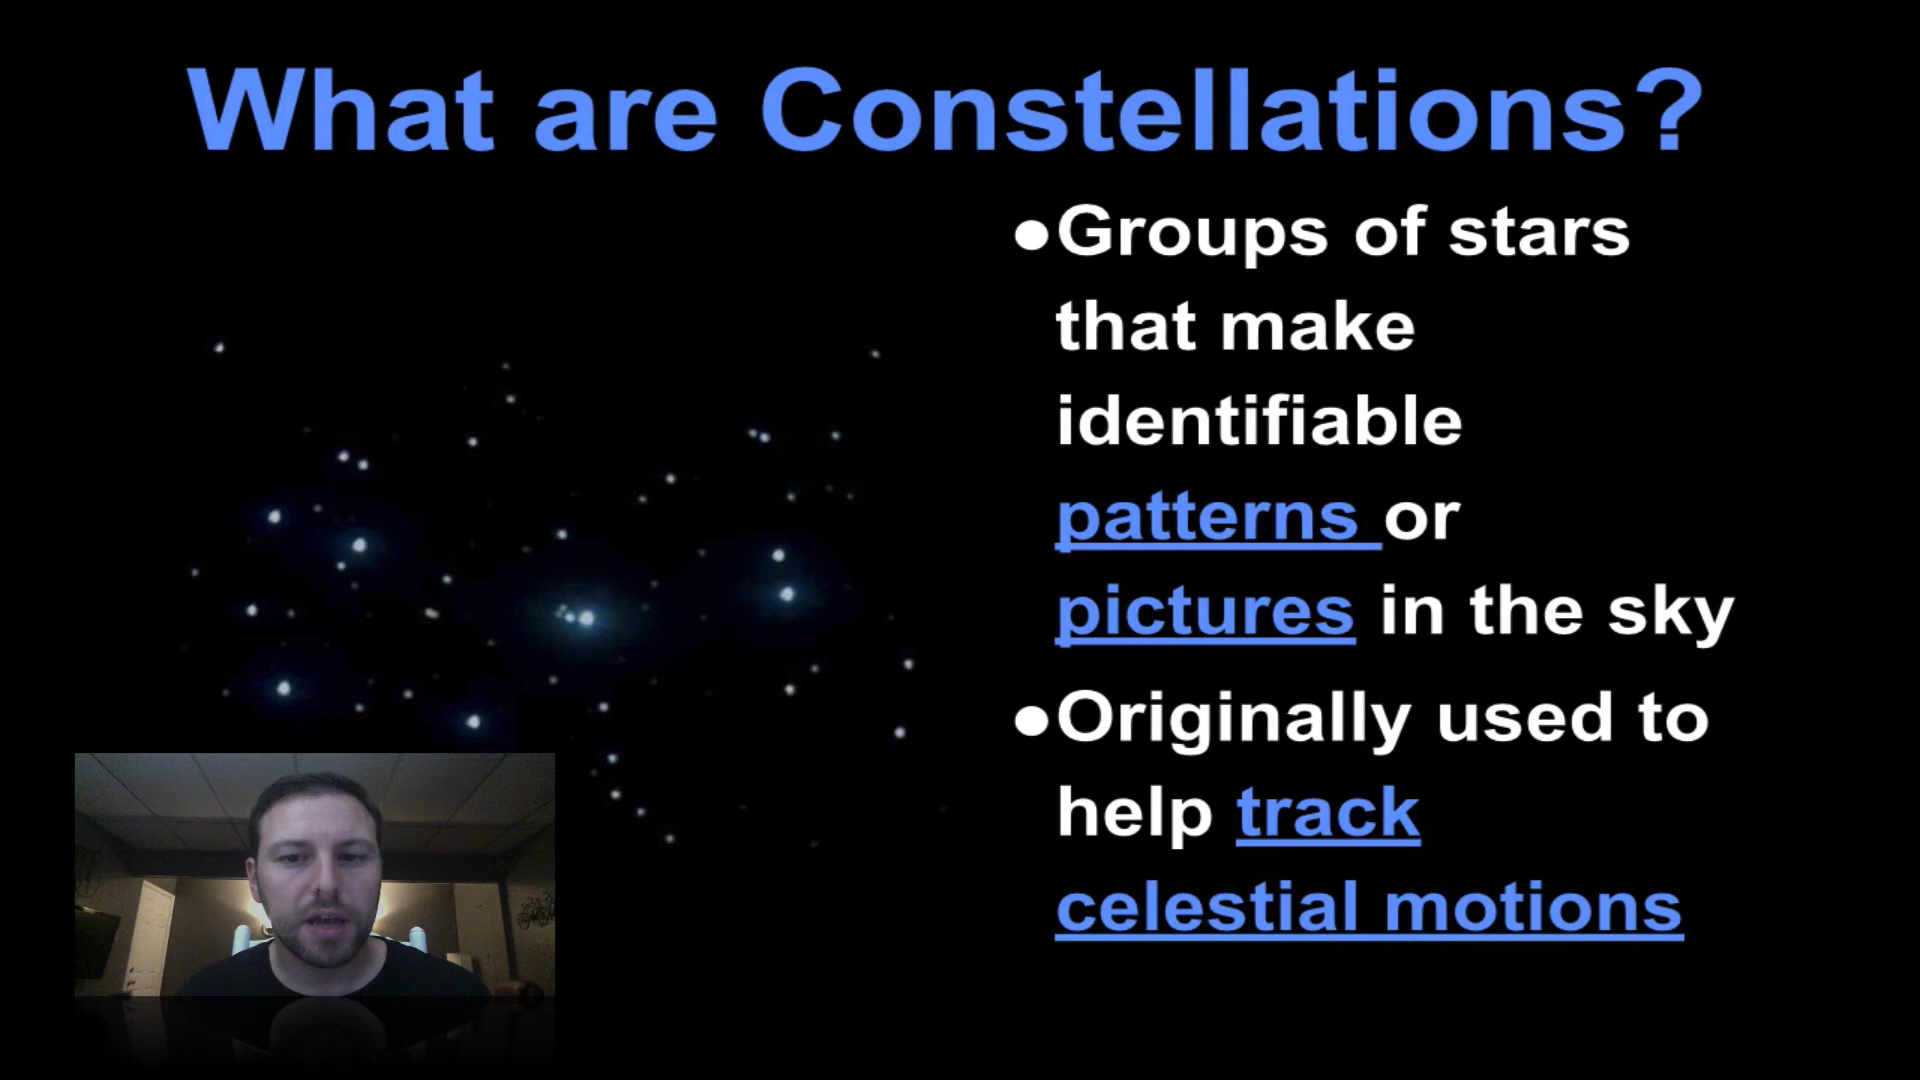 What are Constellations?
●Groups of stars
that make
identifiable
patterns or
pictures in the sky
●Originally used to
help track
celestial motions